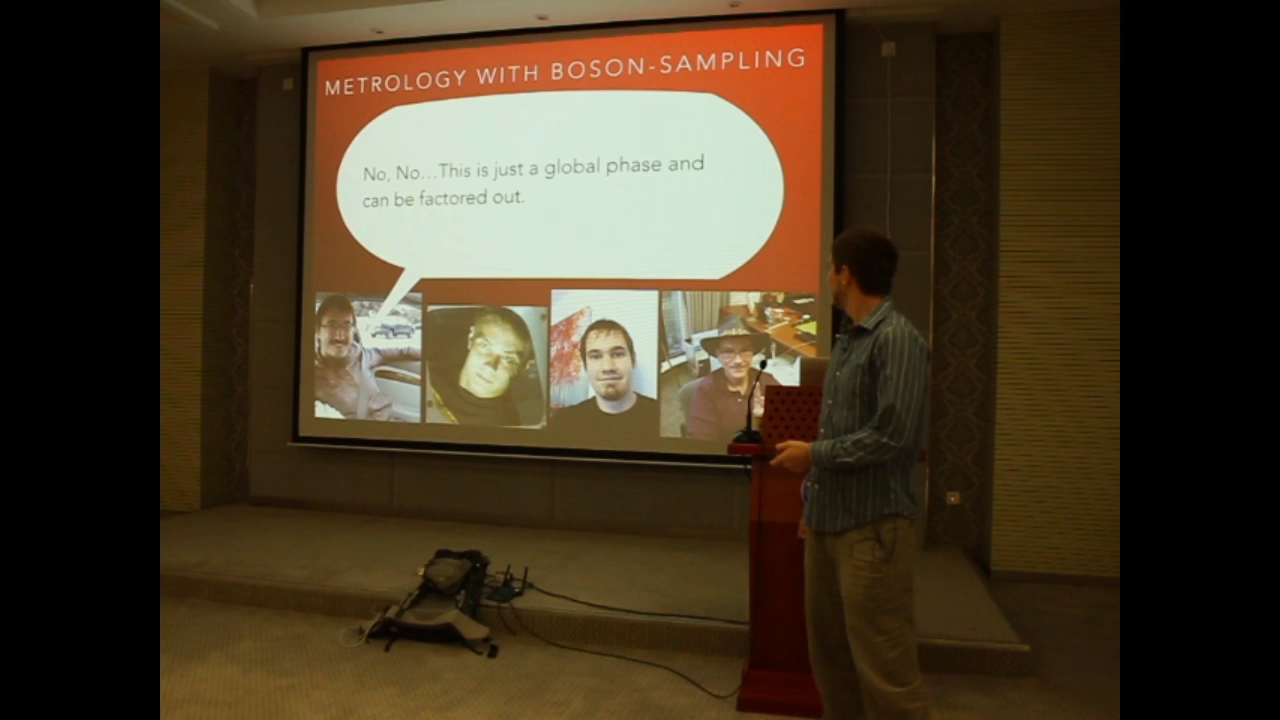 METROLOGY WITH BOSON-SAMPLING
No, No...This is just a global phase and
can be factored out.